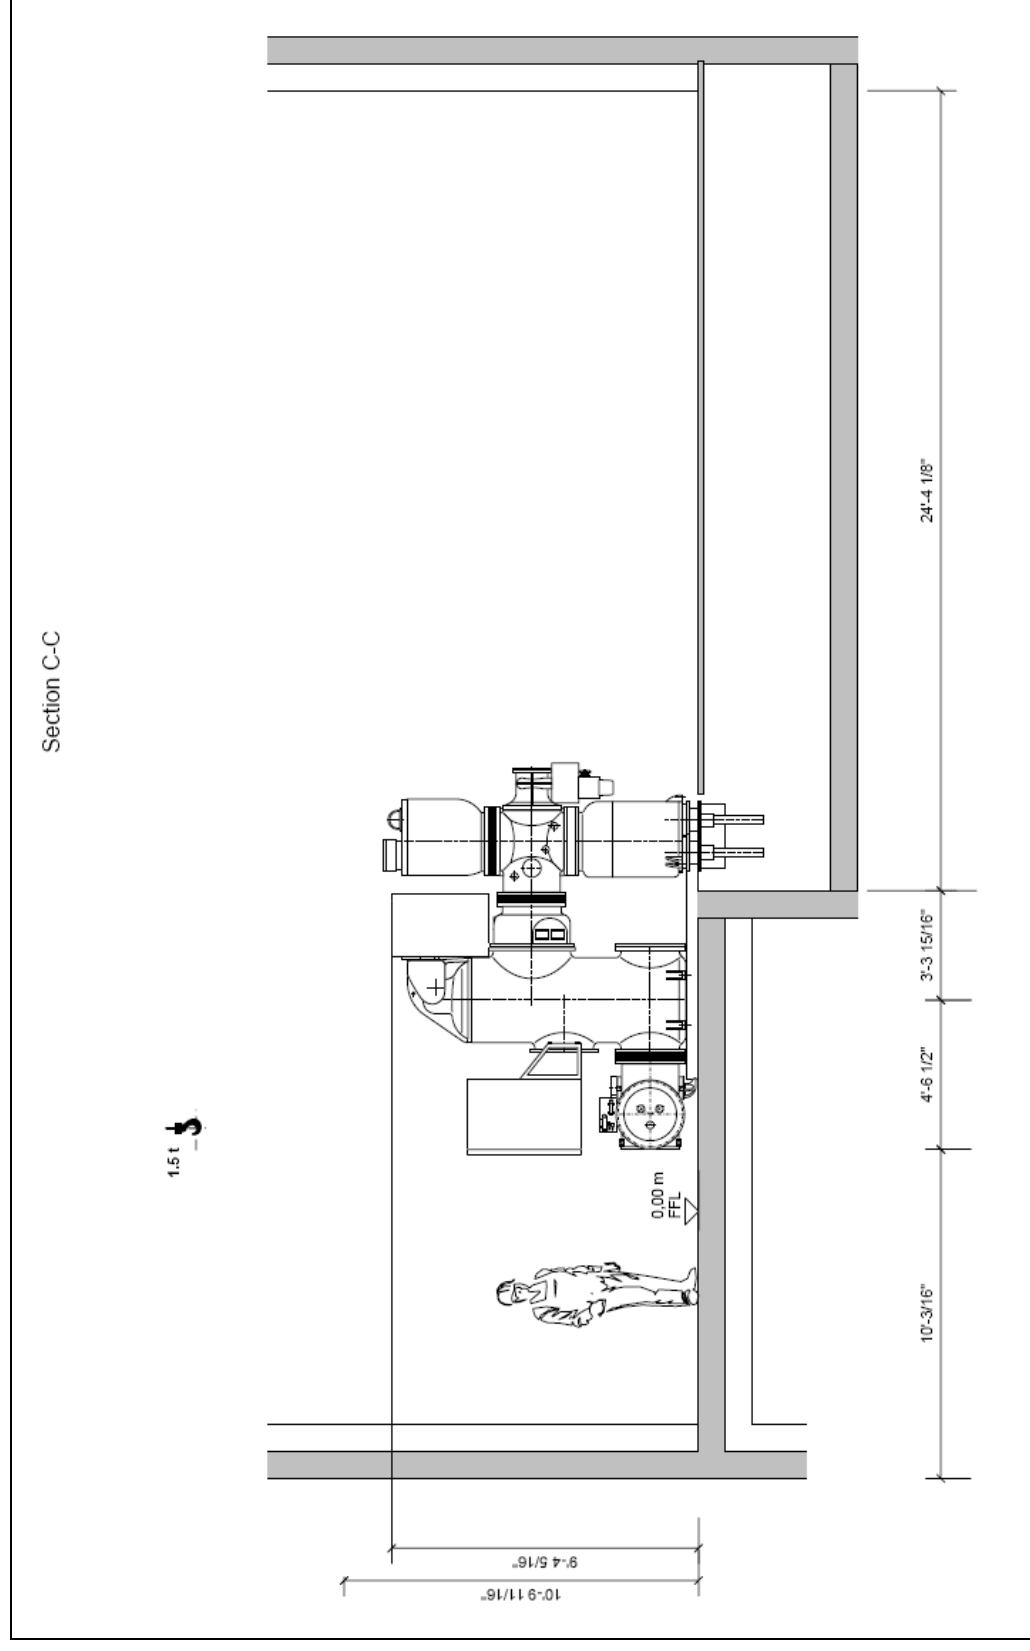 Section C-C
1.5 t
0,00 m
FFL
10'-3/16"
4'-6 1/2"
3'-3 15/16"
24'-4 1/8"
9'-4 5/16"
10'-9 11/16"